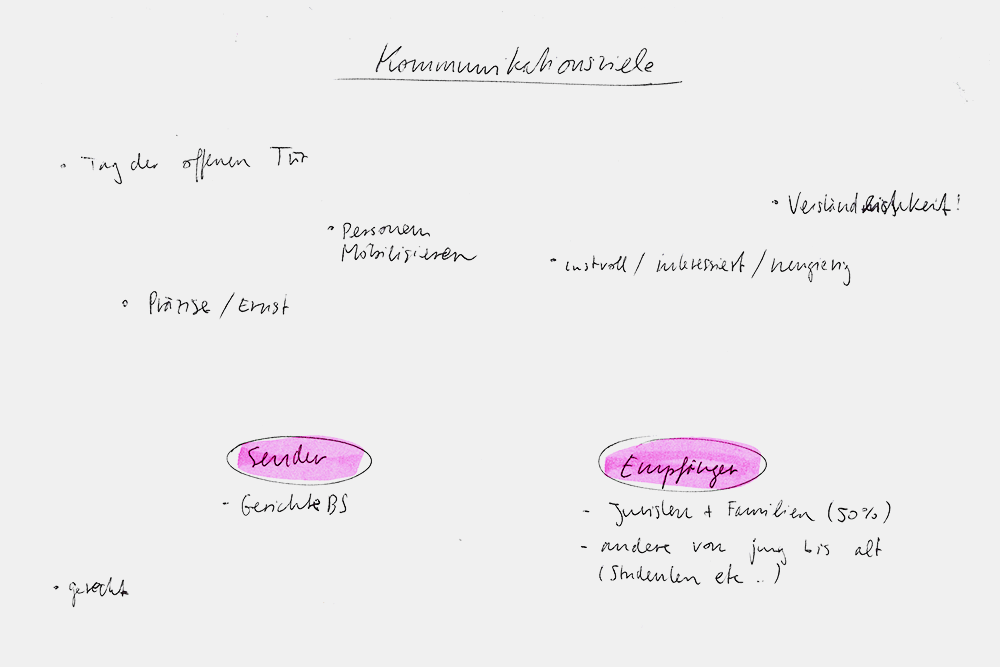 Kommunikationsziele
• Tag der offenen Tür
• Verständlichkeit!
• Personen
Mobilisieren
• lustvoll / interessiert / neugierig
• Präzise / Ernst
Sender
- Gerichte BS
Empfänger
- Juristen + Familien (50%)
- andere von jung bis alt
(Studenten etc ..)
• gerecht